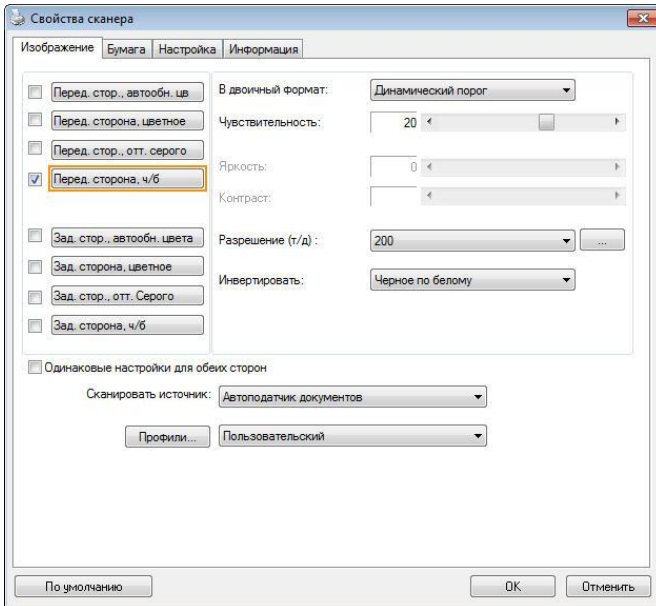 Свойства сканера
Изображение Бумага Настройка Информация
Перед. стор., автообн. цв
Перед. сторона, цветное
Перед. стор., отт. серого
Перед. сторона, ч/б
Зад. стор., автообн. цвета
Зад. сторона, цветное
Зад. стор., отт. Серого
Зад. сторона, ч/б
В двоичный формат: Динамический порог
Чувствительность: 20
Яркость: 0
Контраст:
Разрешение (т/д) : 200 ...
Инвертировать: Черное по белому
Одинаковые настройки для обеих сторон
Сканировать источник: Автоподатчик документов
Профили... Пользовательский
По умолчанию OK Отменить